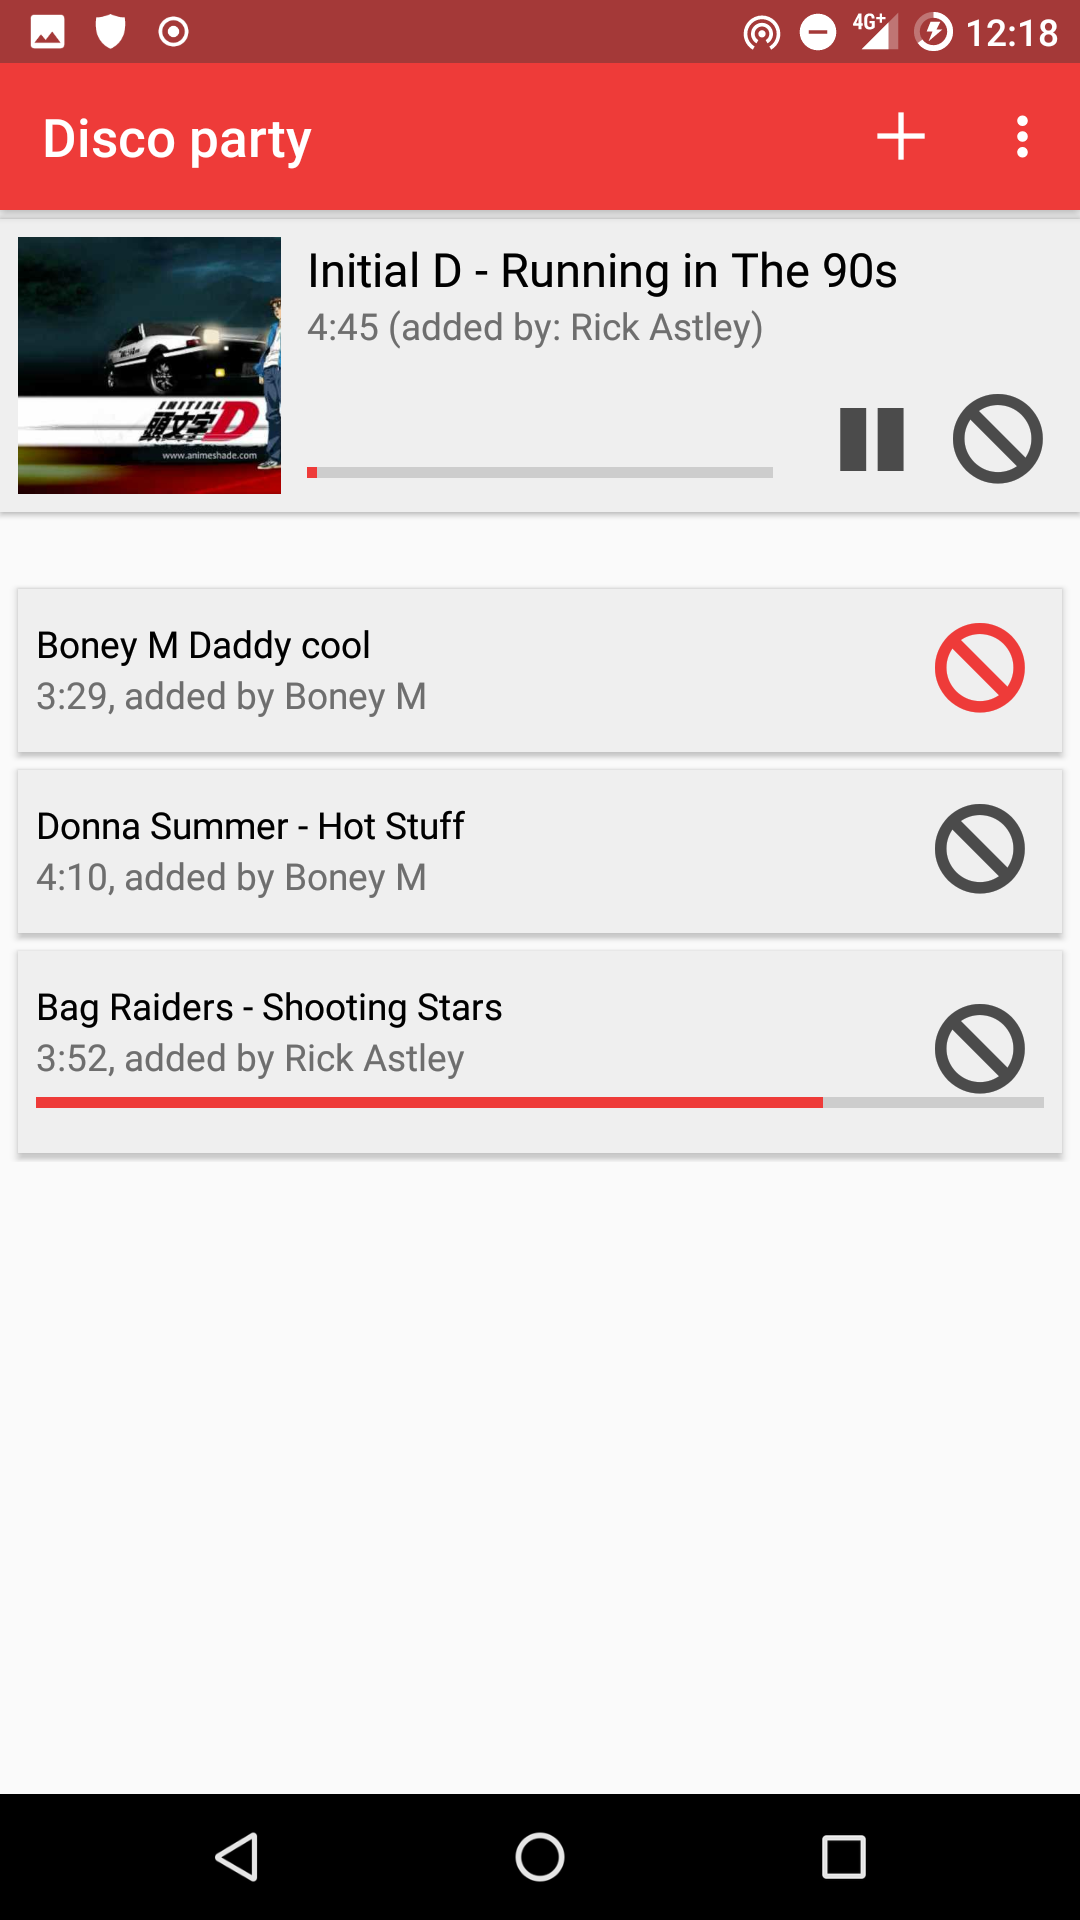 4G+ 12:18
Disco party
Initial D - Running in The 90s
4:45 (added by: Rick Astley)
INITIAL
頭文字D
www.animeshade.com
Boney M Daddy cool
3:29, added by Boney M
Donna Summer - Hot Stuff
4:10, added by Boney M
Bag Raiders - Shooting Stars
3:52, added by Rick Astley